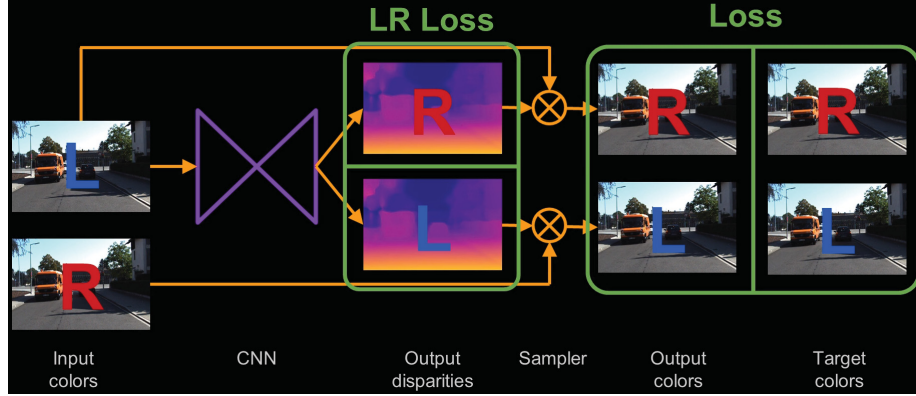 LR Loss
Loss
R
R
R
L
L
L
L
R
Input
colors
CNN
Output
disparities
Sampler
Output
colors
Target
colors